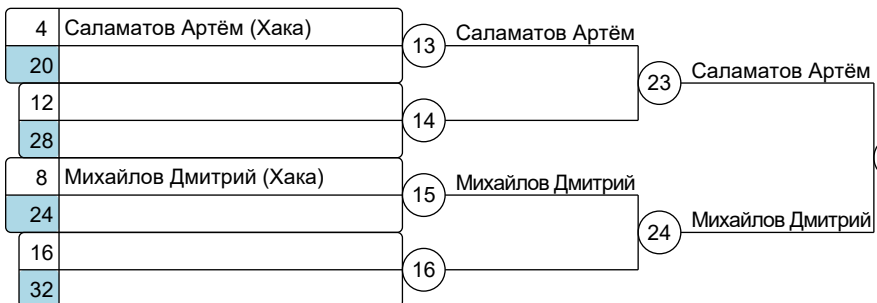 4 Саламатов Артём (Хака)
13 Саламатов Артём
20
23 Саламатов Артём
12
14
28
8 Михайлов Дмитрий (Хака)
15 Михайлов Дмитрий
24
24 Михайлов Дмитрий
16
16
32